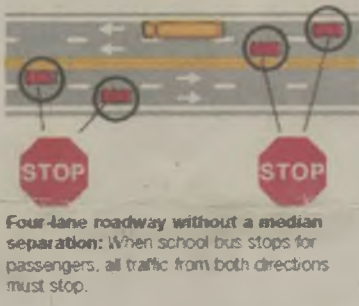 STOP STOP
Four-lane roadway without a median
separation: When school bus stops for
passengers, all traffic from both directions
must stop.